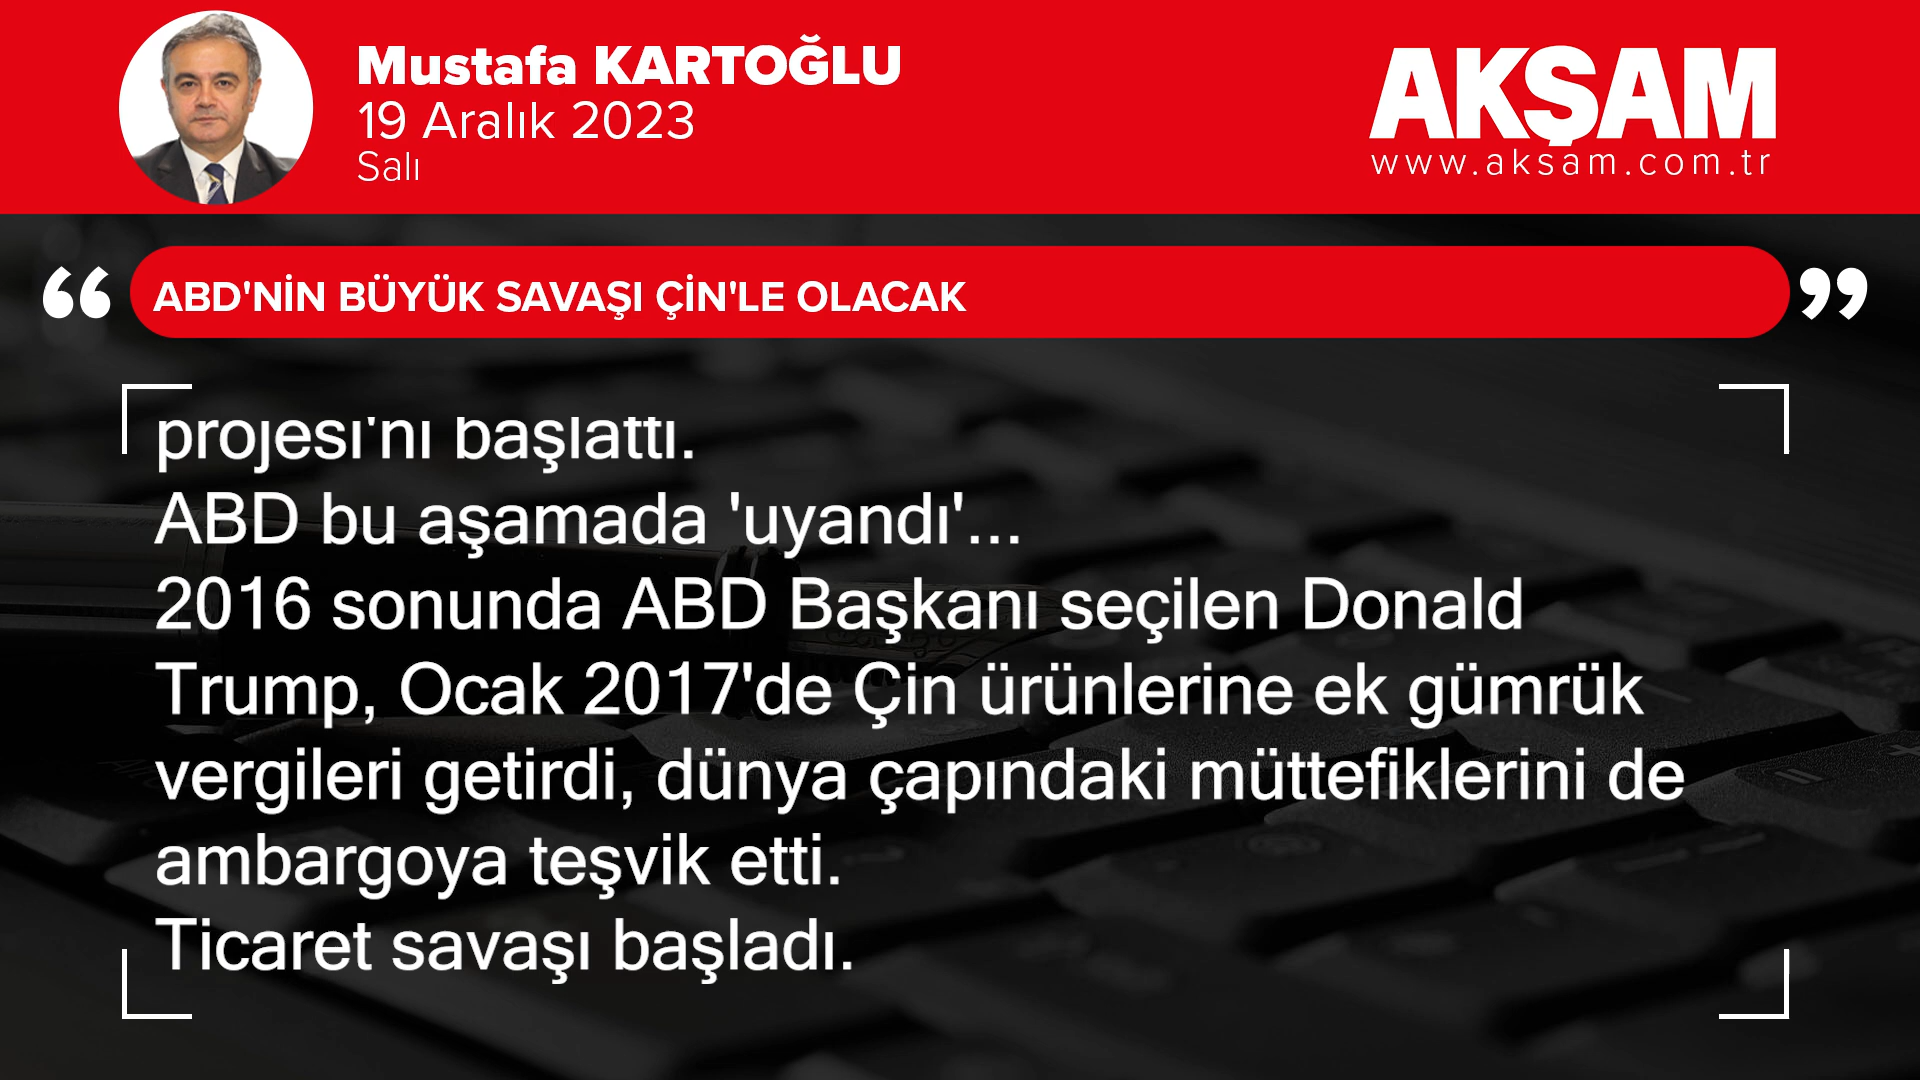 Mustafa KARTOĞLU
19 Aralık 2023
Salı
AKŞAM
www.aksam.com.tr
“ ABD'NİN BÜYÜK SAVAŞI ÇİN'LE OLACAK ”
projesi'ni başlattı.
ABD bu aşamada 'uyandı'...
2016 sonunda ABD Başkanı seçilen Donald
Trump, Ocak 2017'de Çin ürünlerine ek gümrük
vergileri getirdi, dünya çapındaki müttefiklerini de
ambargoya teşvik etti.
Ticaret savaşı başladı.